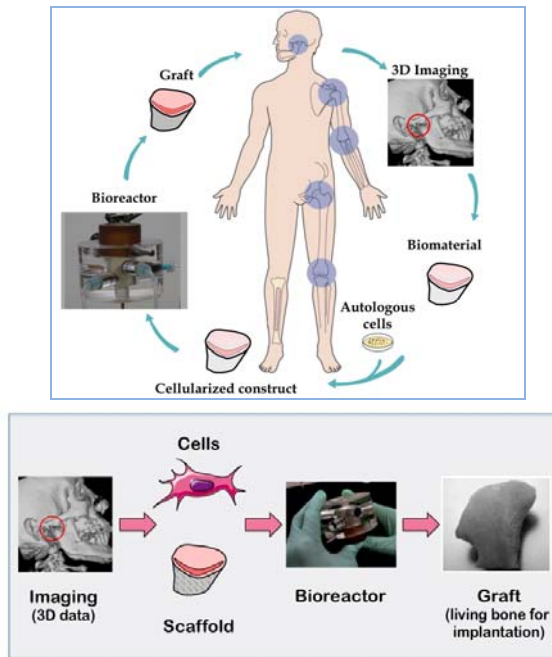 Graft
3D Imaging
Bioreactor
Biomaterial
Autologous
cells
Cellularized construct
Cells
Imaging
(3D data)
Scaffold
Bioreactor
Graft
(living bone for
implantation)